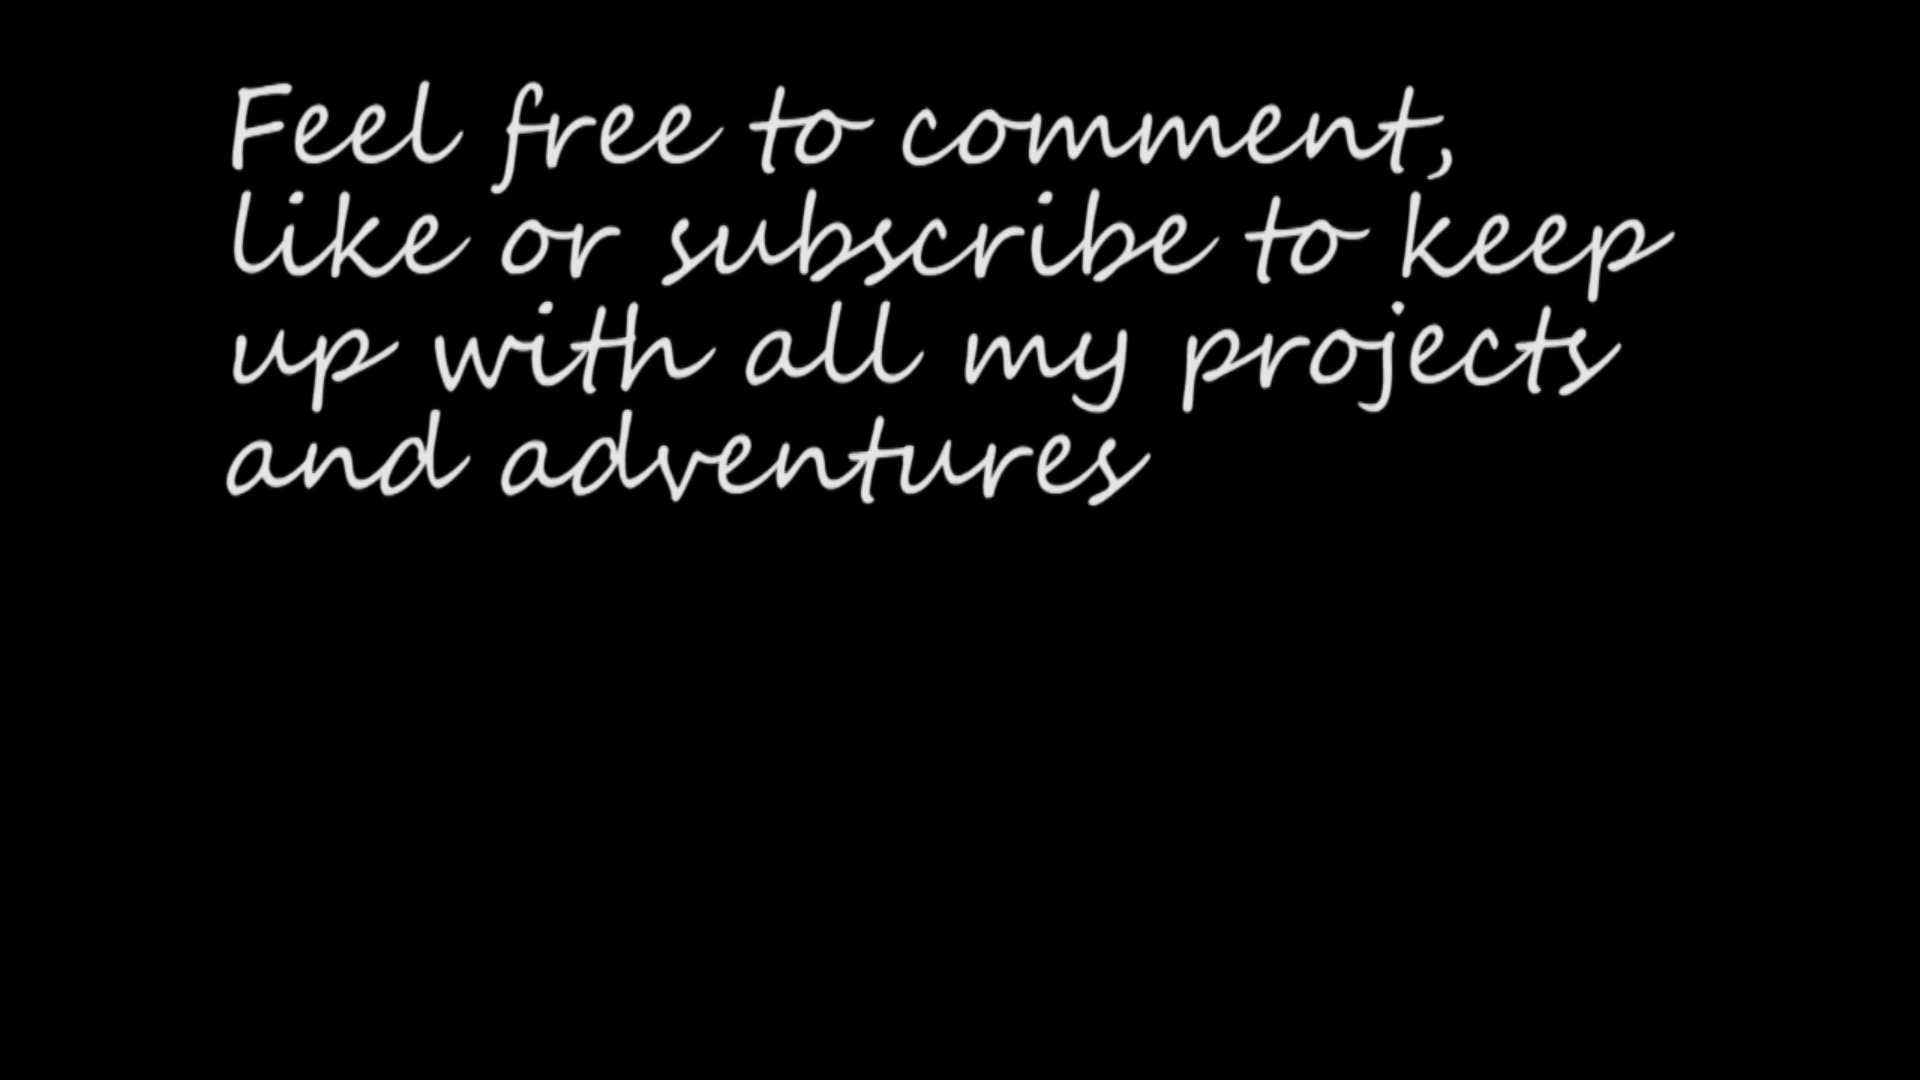 Feel free to comment,
like or subscribe to keep
up with all my projects
and adventures